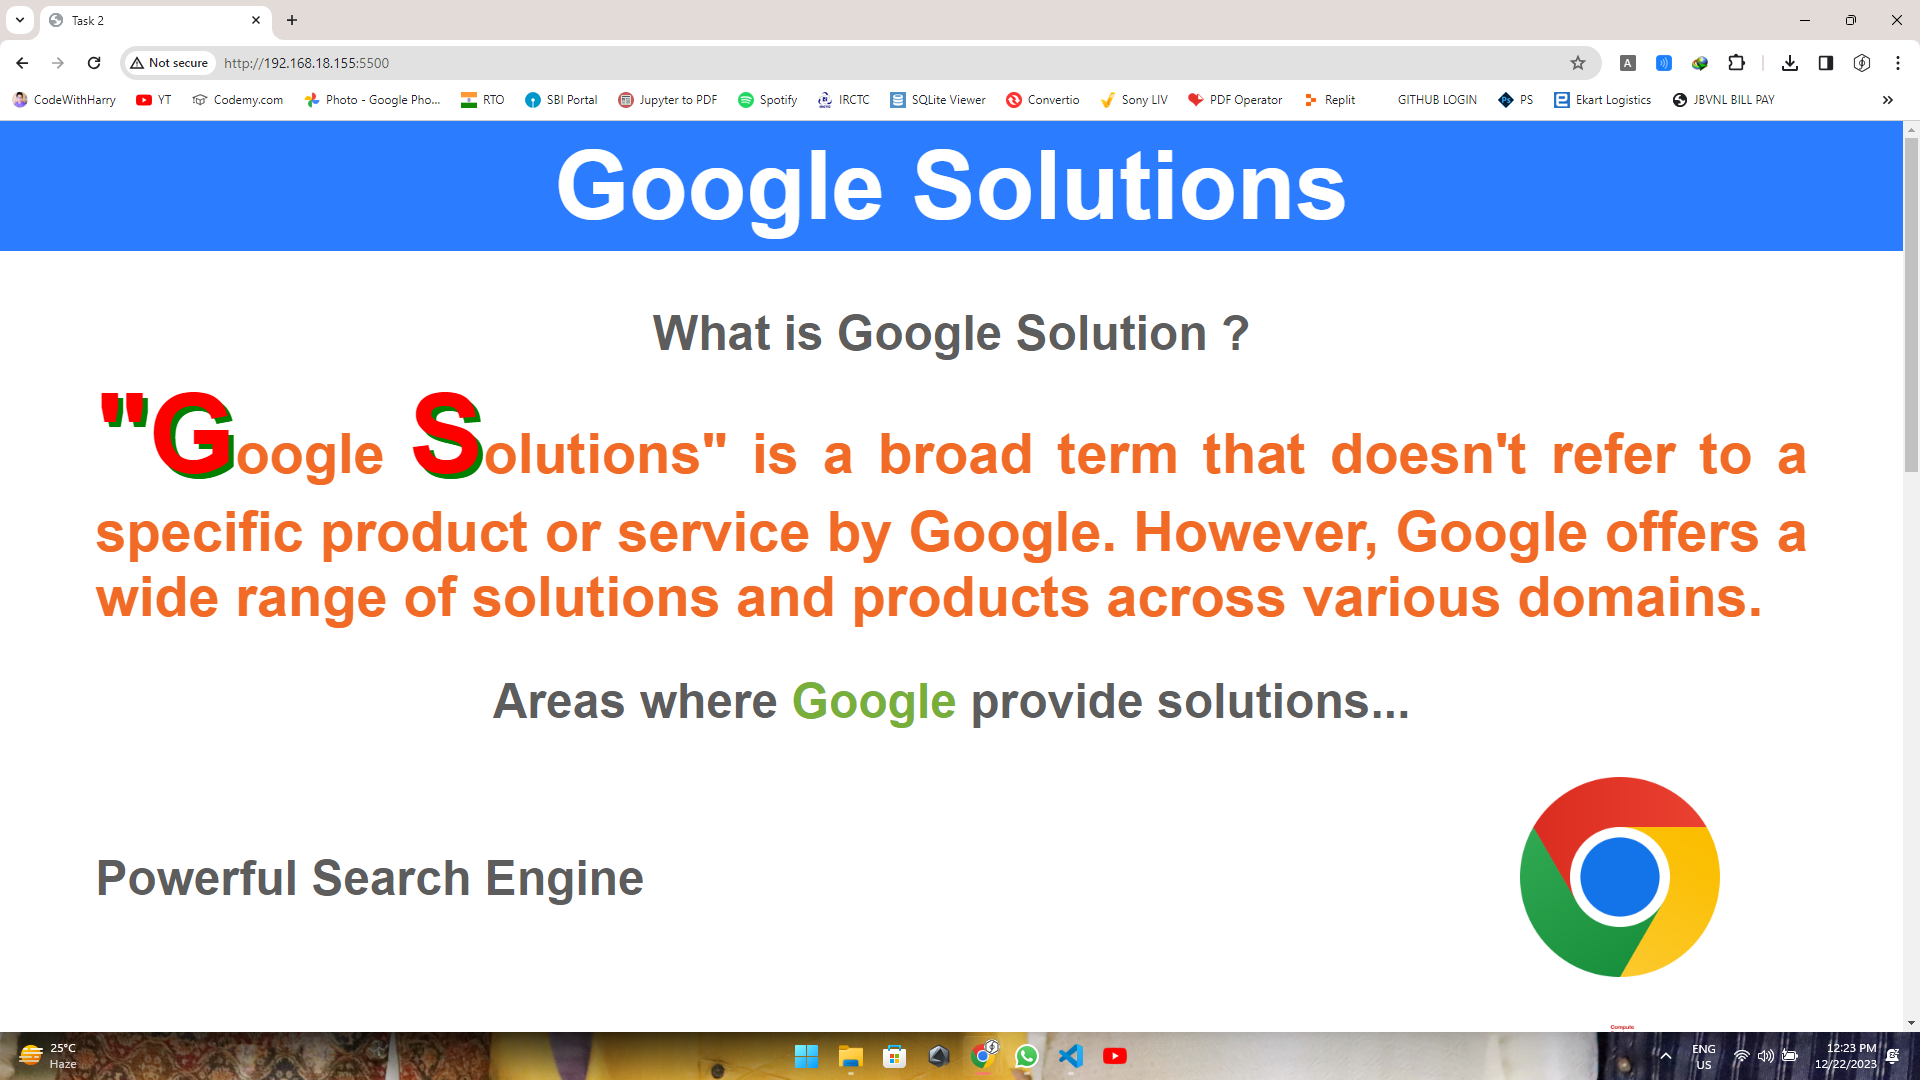 Task 2
Not secure
http://192.168.18.155:5500
A
CodeWithHarry
YT
Codemy.com
Photo - Google Pho...
RTO
SBI Portal
Jupyter to PDF
Spotify
IRCTC
SQLite Viewer
Convertio
Sony LIV
PDF Operator
Replit
GITHUB LOGIN
Ps
PS
Ekart Logistics
JBVNL BILL PAY
Google Solutions
What is Google Solution ?
"Google Solutions" is a broad term that doesn't refer to a
specific product or service by Google. However, Google offers a
wide range of solutions and products across various domains.
Areas where Google provide solutions...
Powerful Search Engine
Compute
25°C
Haze
ENG
US
12:23 PM
12/22/2023